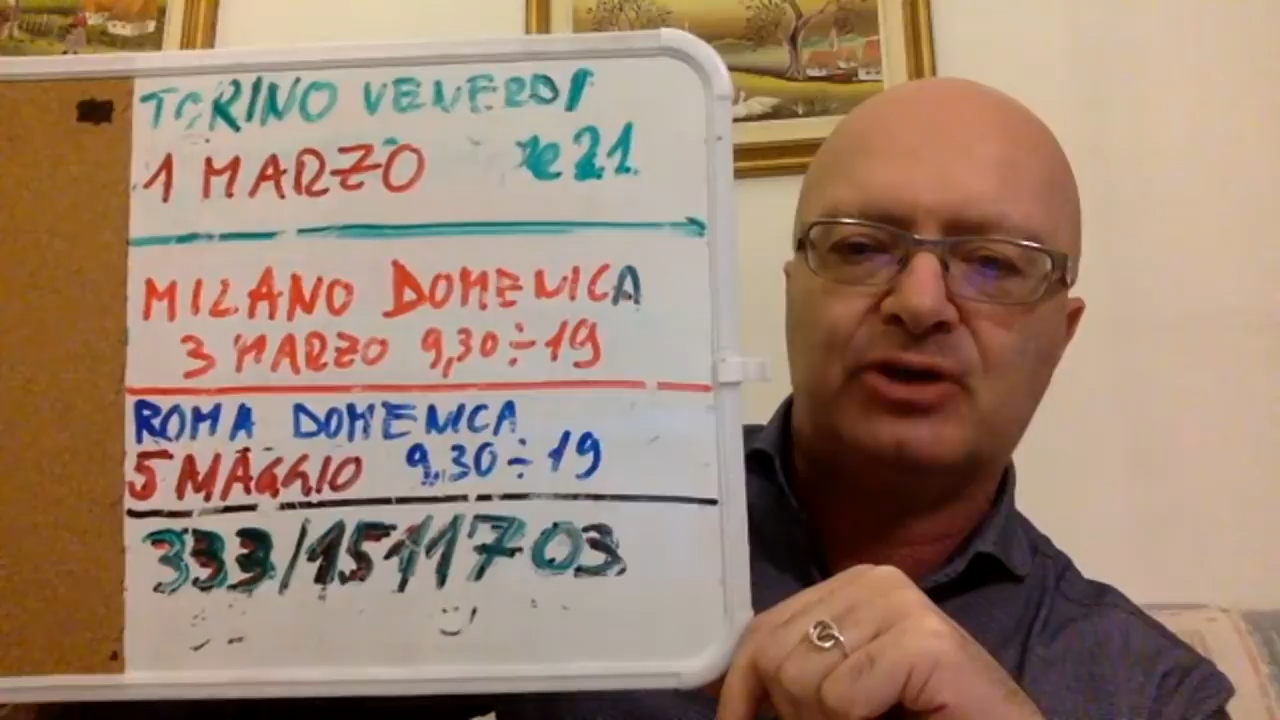 TORINO VENERDI
1 MARZO re 21
MILANO DOMENICA
3 MARZO 9,30÷19
ROMA DOMENICA
5 MAGGIO 9,30÷19
333/1511703